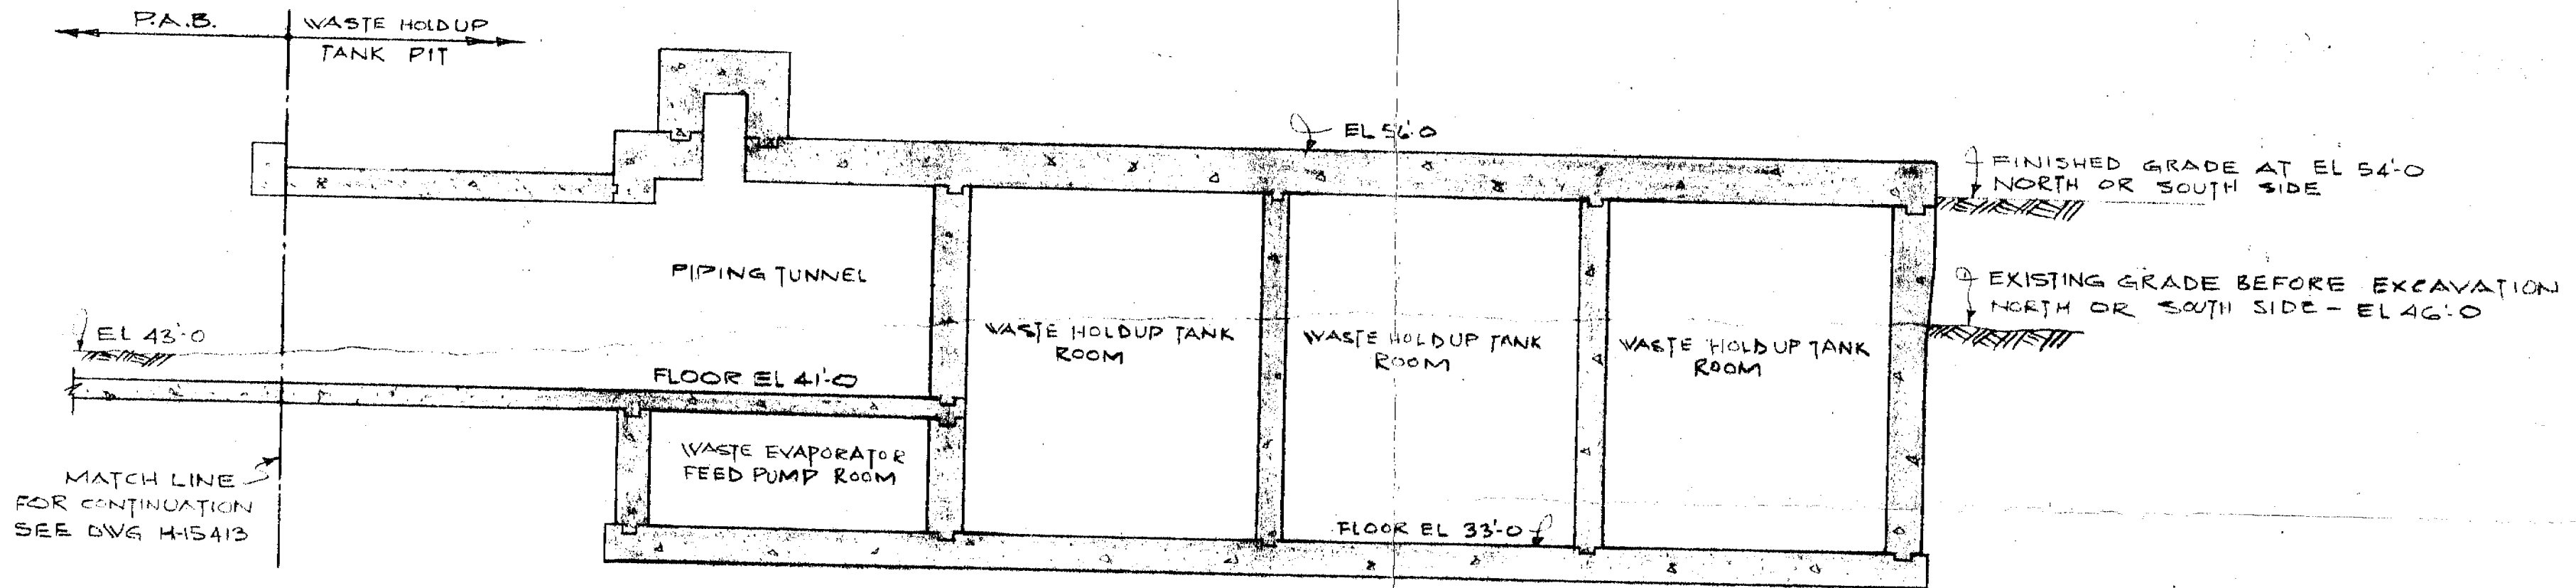 P.A.B.
WASTE HOLDUP
TANK PIT
EL 56'-0
FINISHED GRADE AT EL 54'-0
NORTH OR SOUTH SIDE
PIPING TUNNEL
EXISTING GRADE BEFORE EXCAVATION
NORTH OR SOUTH SIDE - EL 46'-0
EL 43'-0
WASTE HOLDUP TANK
ROOM
WASTE HOLDUP TANK
ROOM
WASTE HOLDUP TANK
ROOM
FLOOR EL 41'-0
WASTE EVAPORATOR
FEED PUMP ROOM
MATCH LINE
FOR CONTINUATION
SEE DWG H-15413
FLOOR EL 33'-0